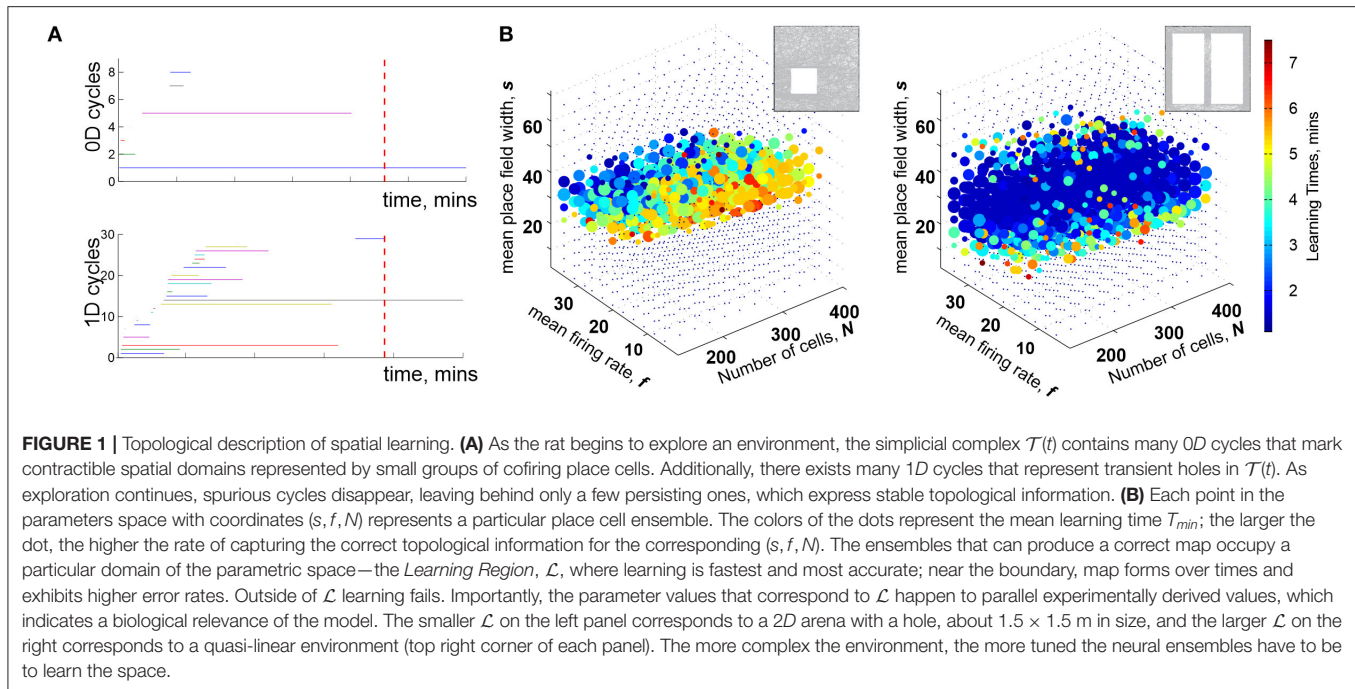 A
0D cycles
8
6
4
2
0
time, mins
1D cycles
30
20
10
0
time, mins
B
mean place field width, s
60
40
20
30
20
10
mean firing rate, f
200
300
400
Number of cells, N
mean place field width, s
60
40
20
30
20
10
mean firing rate, f
200
300
400
Number of cells, N
7
6
5
4
3
2
Learning Times, mins
FIGURE 1 | Topological description of spatial learning. (A) As the rat begins to explore an environment, the simplicial complex 𝒯(t) contains many 0D cycles that mark
contractible spatial domains represented by small groups of cofiring place cells. Additionally, there exists many 1D cycles that represent transient holes in 𝒯(t). As
exploration continues, spurious cycles disappear, leaving behind only a few persisting ones, which express stable topological information. (B) Each point in the
parameters space with coordinates (s, f, N) represents a particular place cell ensemble. The colors of the dots represent the mean learning time Tmin; the larger the
dot, the higher the rate of capturing the correct topological information for the corresponding (s, f, N). The ensembles that can produce a correct map occupy a
particular domain of the parametric space—the Learning Region, ℒ, where learning is fastest and most accurate; near the boundary, map forms over times and
exhibits higher error rates. Outside of ℒ learning fails. Importantly, the parameter values that correspond to ℒ happen to parallel experimentally derived values, which
indicates a biological relevance of the model. The smaller ℒ on the left panel corresponds to a 2D arena with a hole, about 1.5 × 1.5 m in size, and the larger ℒ on the
right corresponds to a quasi-linear environment (top right corner of each panel). The more complex the environment, the more tuned the neural ensembles have to be
to learn the space.